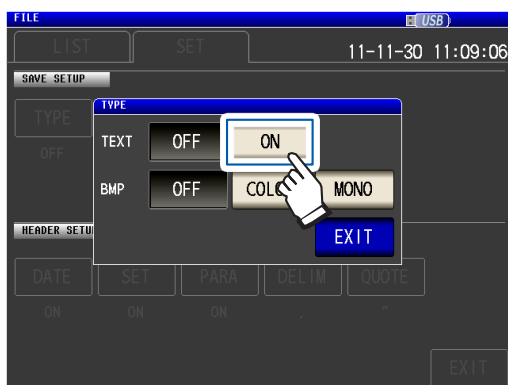 FILE USB
LIST SET 11-11-30 11:09:06
SAVE SETUP
TYPE
OFF
TYPE
TEXT OFF ON
BMP OFF MONO
EXIT
HEADER SETU
DATE SET PARA DELIM QUOTE
ON ON ON , "
EXIT